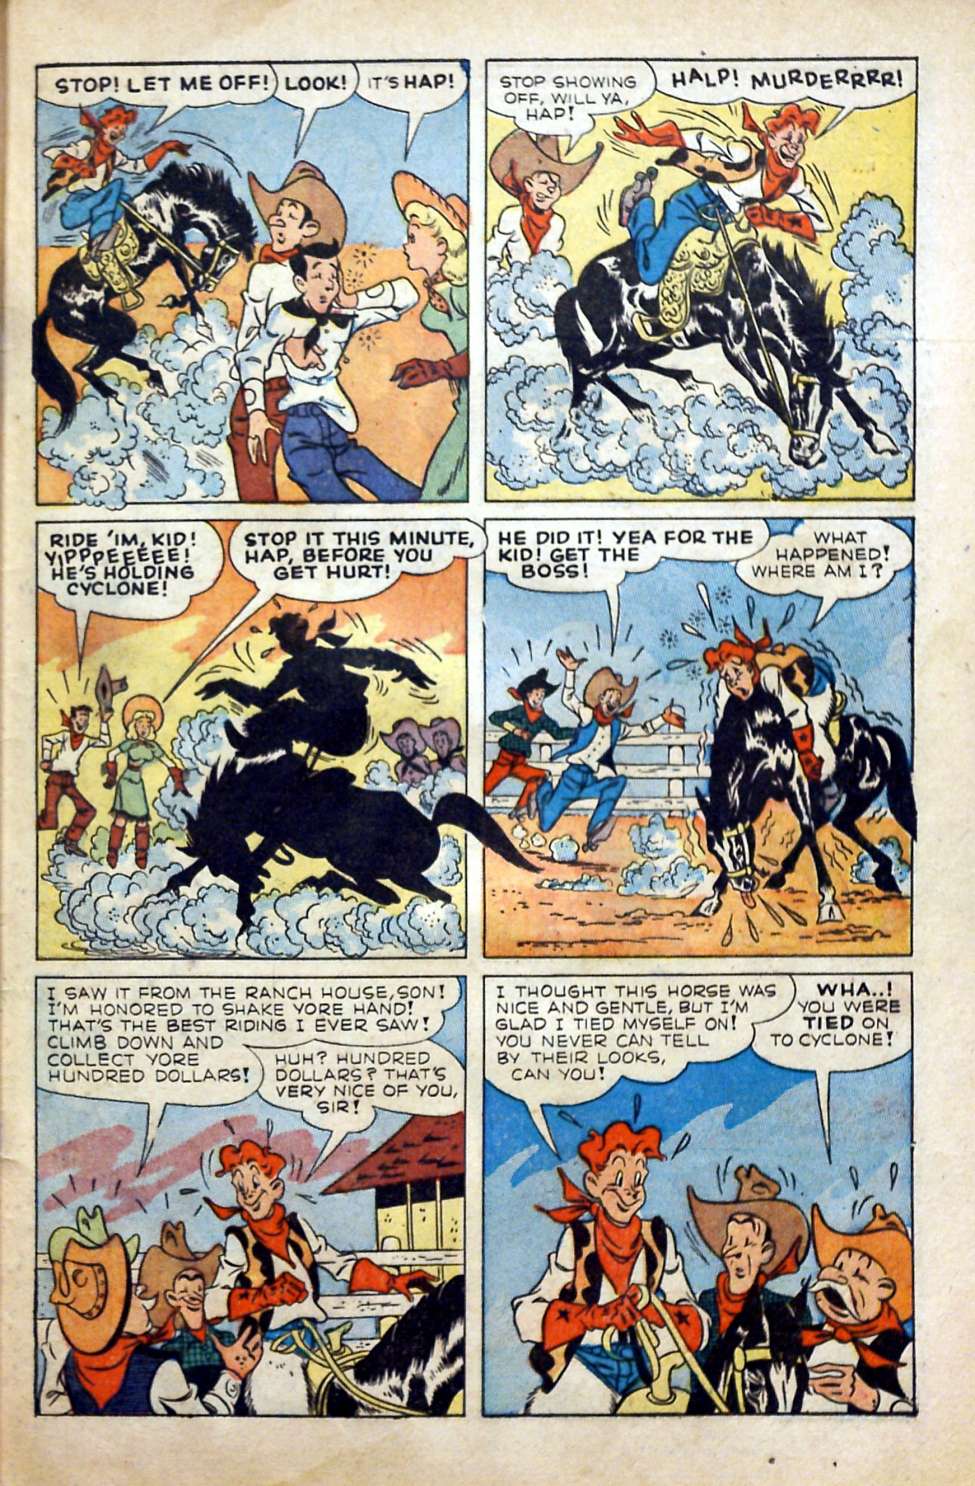 STOP! LET ME OFF!
LOOK!
IT'S HAP!
STOP SHOWING
OFF, WILL YA,
HAP!
HALP! MURDERRRR!
RIDE 'IM, KID!
YIPPPEEEEE!
HE'S HOLDING
CYCLONE!
STOP IT THIS MINUTE,
HAP, BEFORE YOU
GET HURT!
HE DID IT! YEA FOR THE
KID! GET THE
BOSS!
WHAT
HAPPENED!
WHERE AM I?
I SAW IT FROM THE RANCH HOUSE, SON!
I'M HONORED TO SHAKE YORE HAND!
THAT'S THE BEST RIDING I EVER SAW!
CLIMB DOWN AND
COLLECT YORE
HUNDRED DOLLARS!
HUH? HUNDRED
DOLLARS? THAT'S
VERY NICE OF YOU,
SIR!
I THOUGHT THIS HORSE WAS
NICE AND GENTLE, BUT I'M
GLAD I TIED MYSELF ON!
YOU NEVER CAN TELL
BY THEIR LOOKS,
CAN YOU!
WHA..!
YOU WERE
TIED ON
TO CYCLONE!